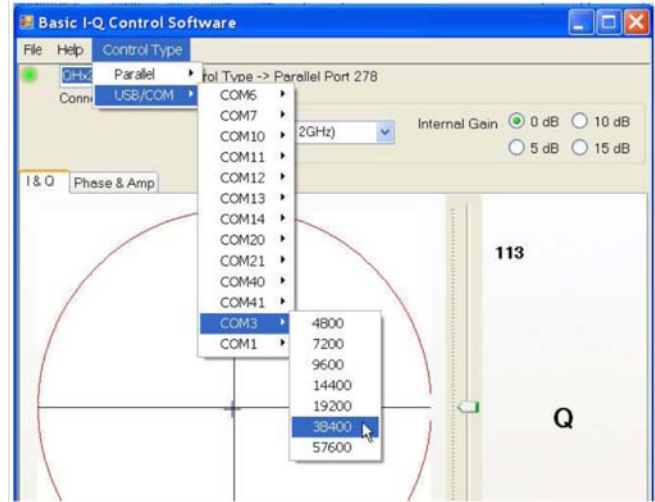 Basic I-Q Control Software
File Help Control Type
Parallel
rol Type -> Parallel Port 278
Conn
USB/COM
COM6
COM7
COM10
COM11
COM12
COM13
COM14
COM20
COM21
COM40
COM41
COM3
COM1
2GHz)
Internal Gain 0 dB 10 dB
5 dB 15 dB
I & Q Phase & Amp
4800
7200
9600
14400
19200
38400
57600
113
Q